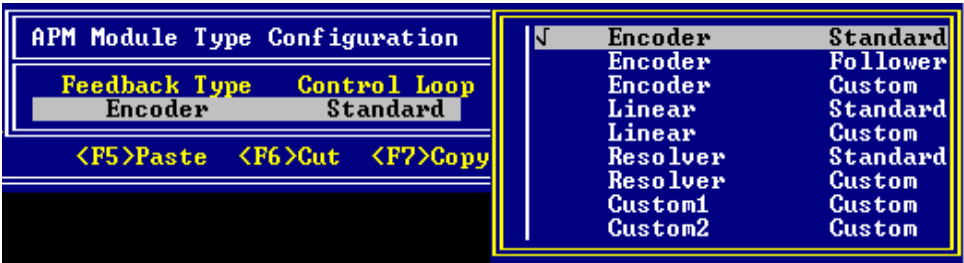 APM Module Type Configuration
Feedback Type Control Loop
Encoder Standard
<F5>Paste <F6>Cut <F7>Copy
√ Encoder Standard
Encoder Follower
Encoder Custom
Linear Standard
Linear Custom
Resolver Standard
Resolver Custom
Custom1 Custom
Custom2 Custom